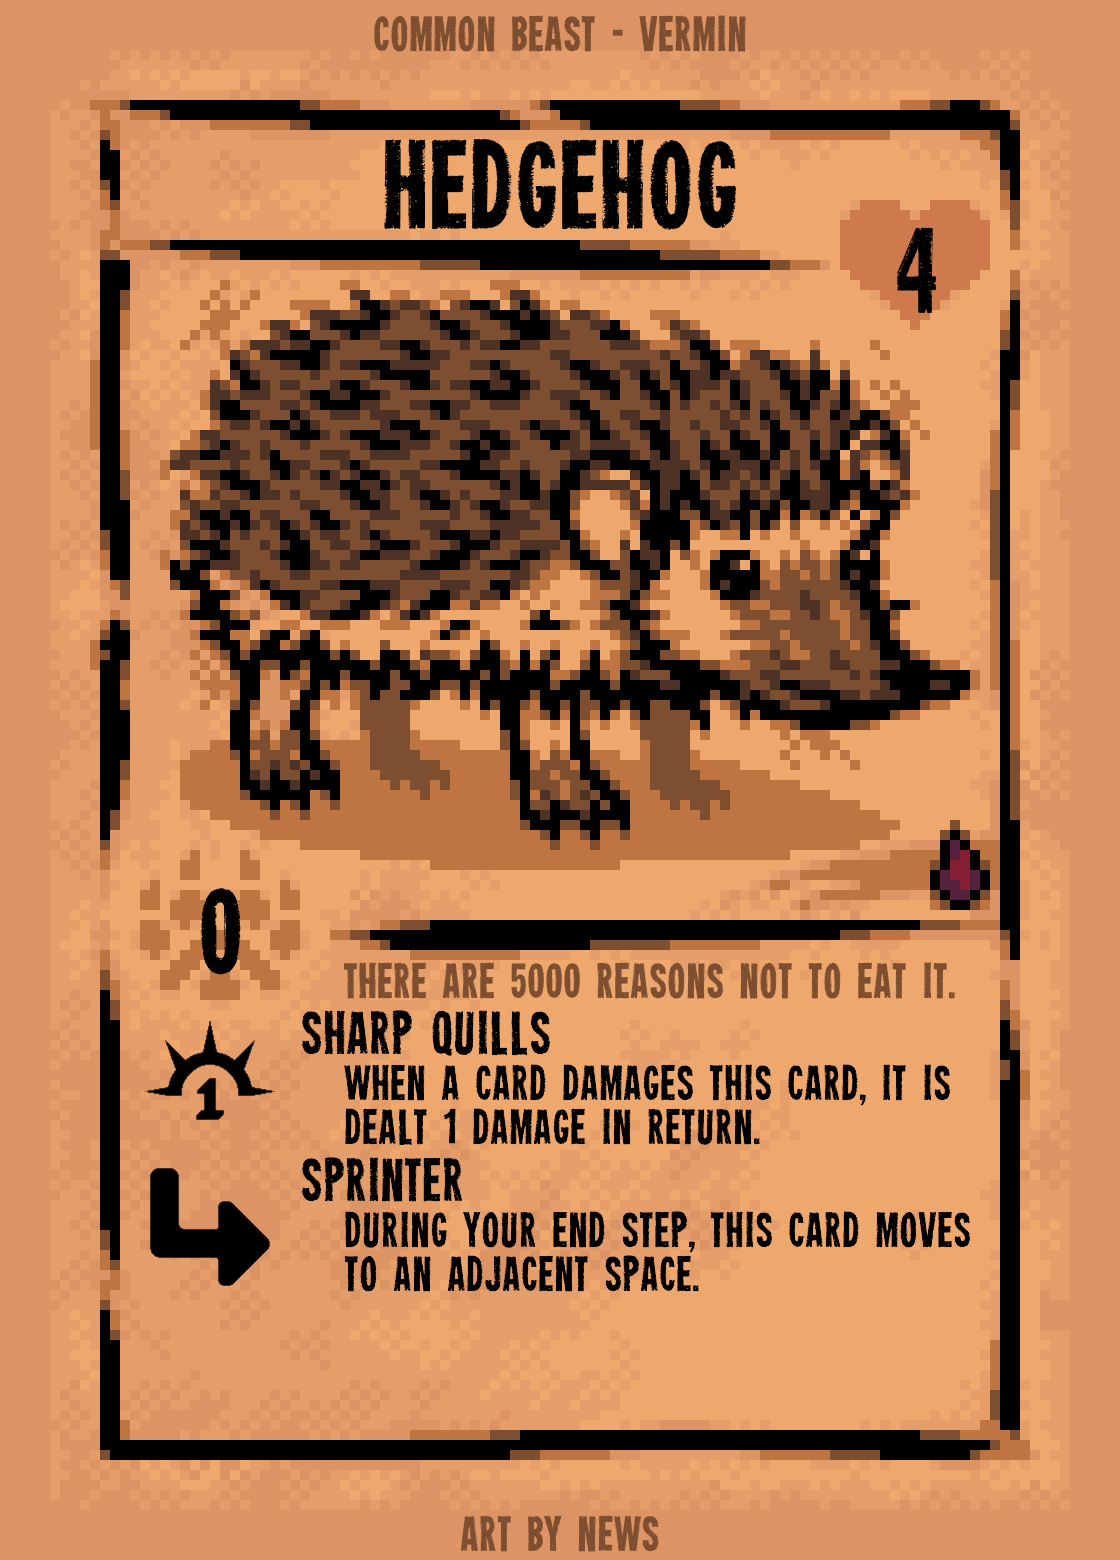 COMMON BEAST - VERMIN
HEDGEHOG
4
0
THERE ARE 5000 REASONS NOT TO EAT IT.
SHARP QUILLS
1
WHEN A CARD DAMAGES THIS CARD, IT IS
DEALT 1 DAMAGE IN RETURN.
SPRINTER
DURING YOUR END STEP, THIS CARD MOVES
TO AN ADJACENT SPACE.
ART BY NEWS